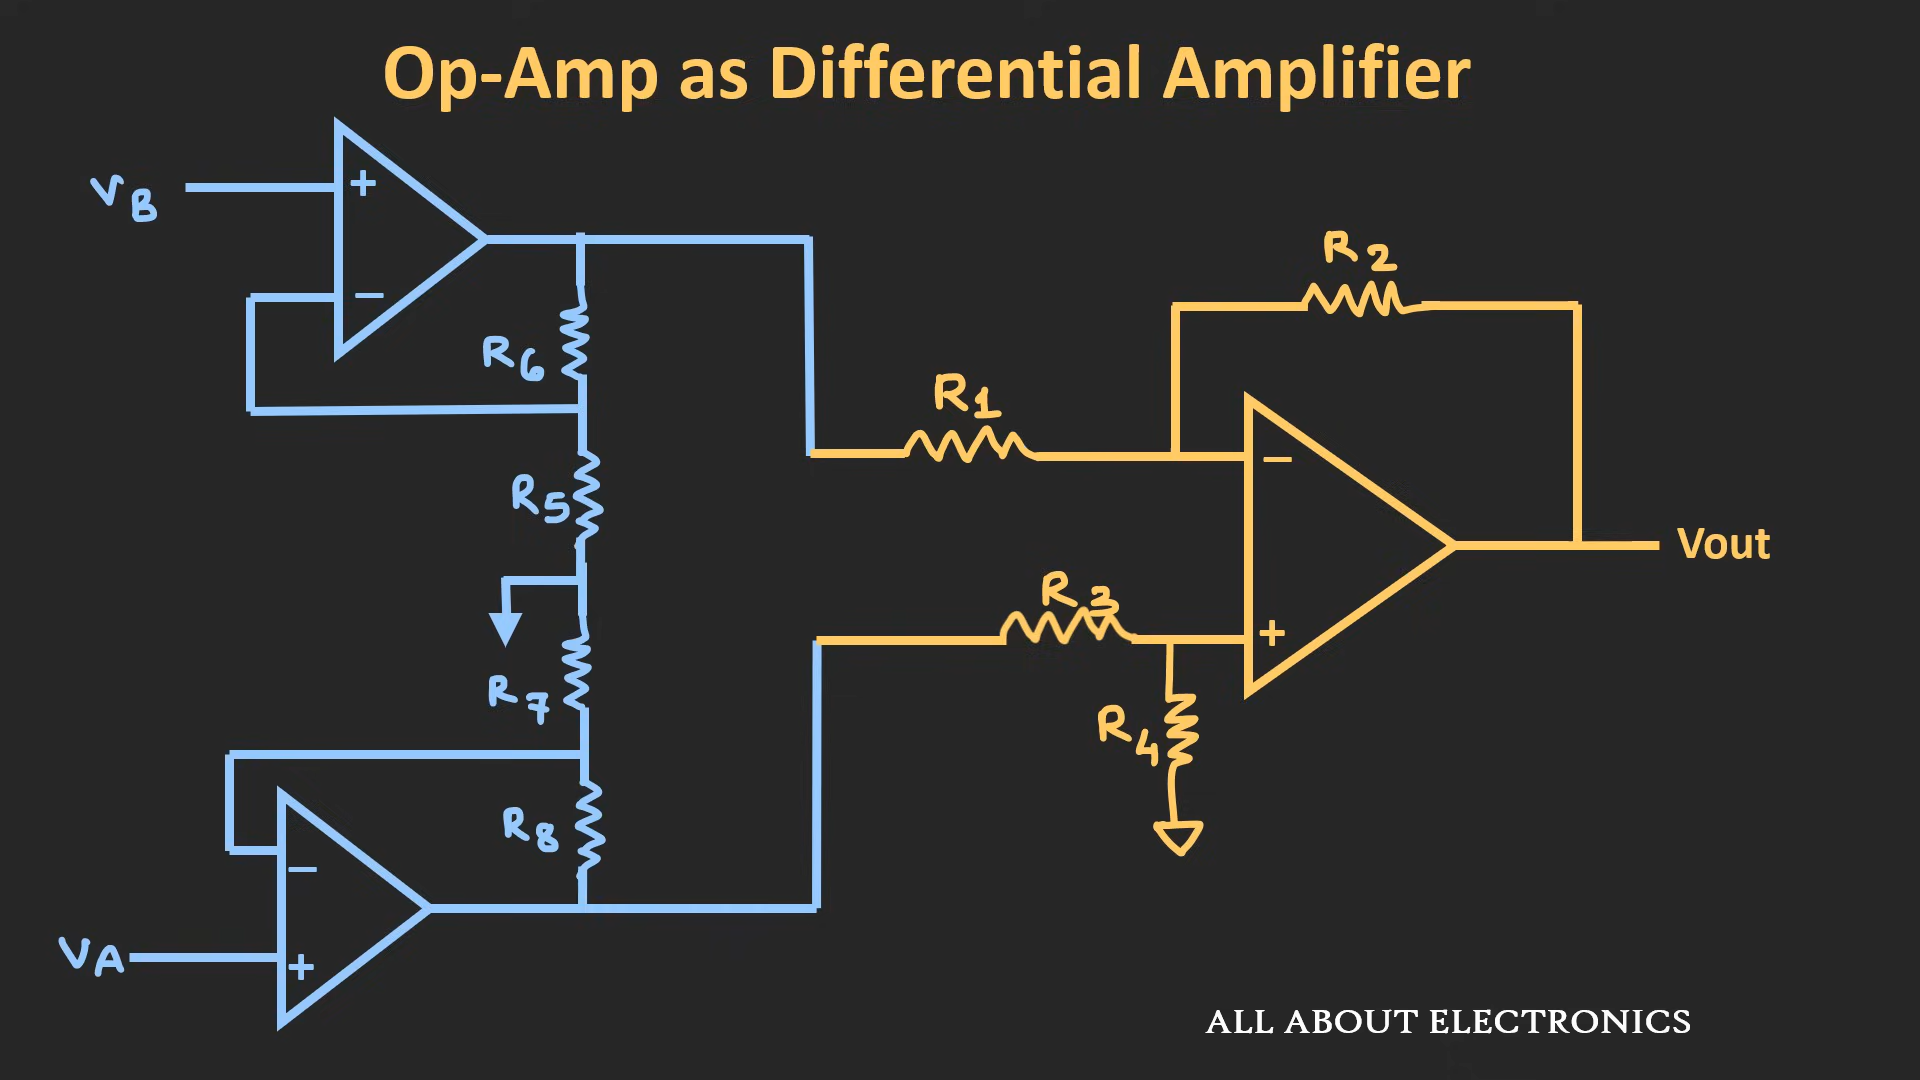 Op-Amp as Differential Amplifier
VB
+
−
R6
R5
R7
R8
−
+
VA
R1
R2
R3
R4
−
+
Vout
ALL ABOUT ELECTRONICS